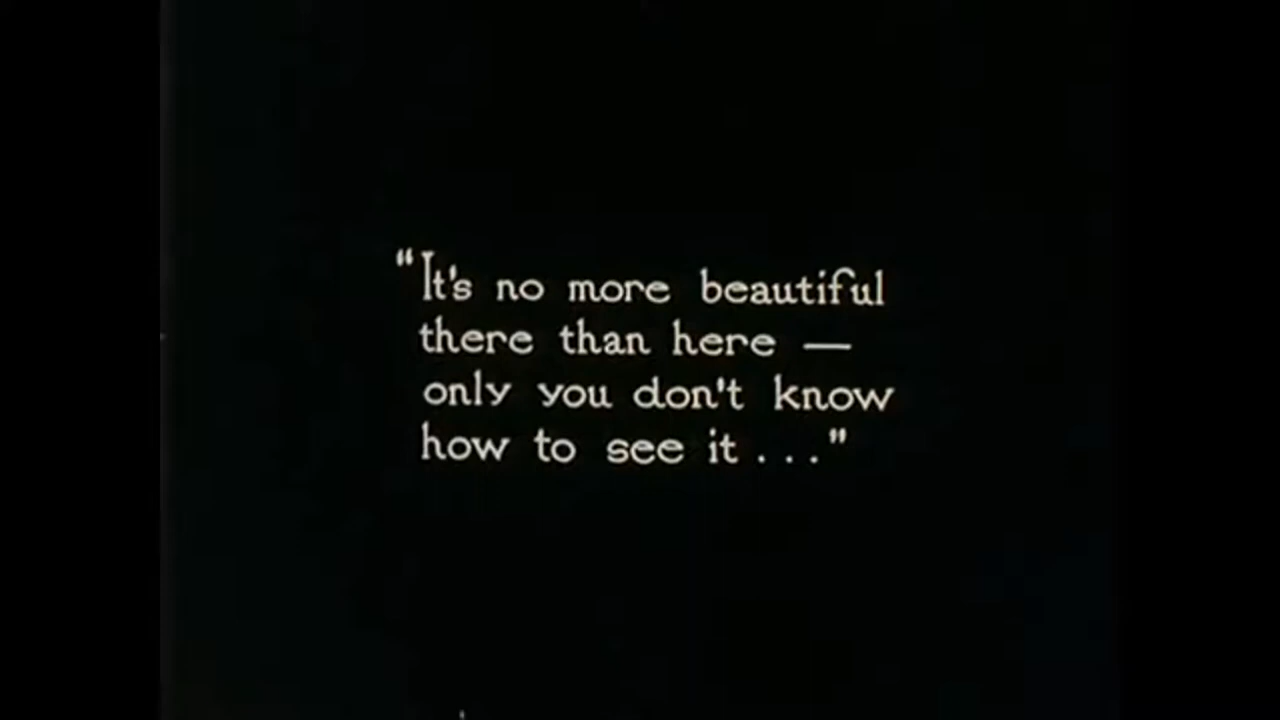 "It's no more beautiful
there than here —
only you don't know
how to see it . . ."